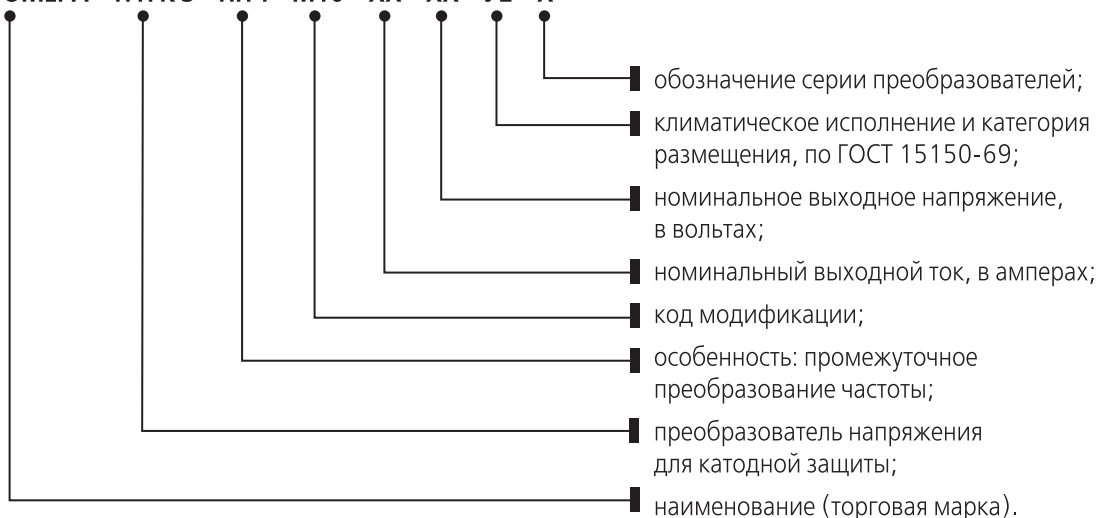 обозначение серии преобразователей;
климатическое исполнение и категория
размещения, по ГОСТ 15150-69;
номинальное выходное напряжение,
в вольтах;
номинальный выходной ток, в амперах;
код модификации;
особенность: промежуточное
преобразование частоты;
преобразователь напряжения
для катодной защиты;
наименование (торговая марка).